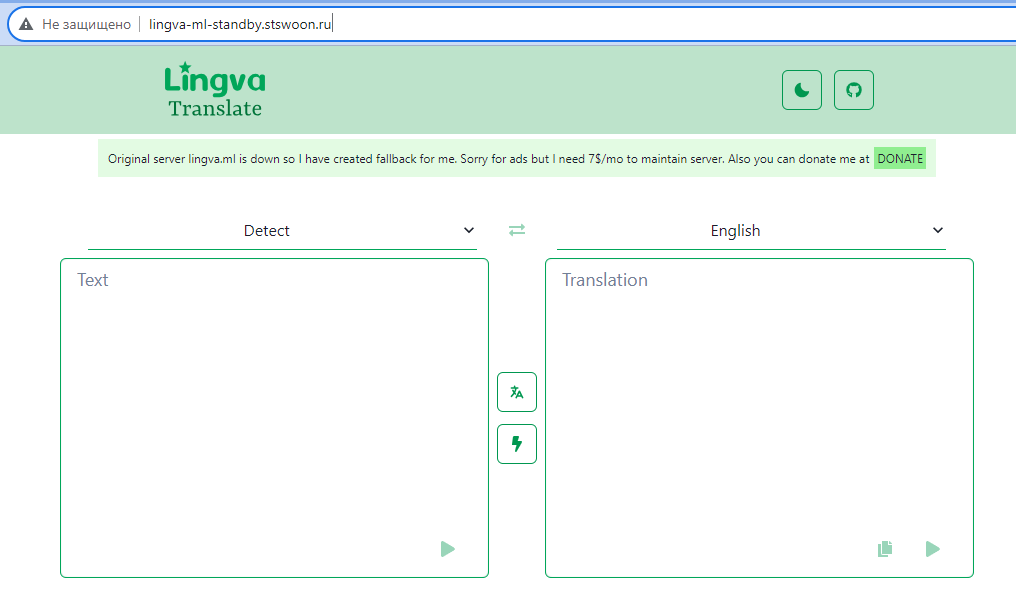 Не защищено lingva-ml-standby.stswoon.ru
Lingva
Translate
Original server lingva.ml is down so I have created fallback for me. Sorry for ads but I need 7$/mo to maintain server. Also you can donate me at DONATE
Detect English
Text Translation